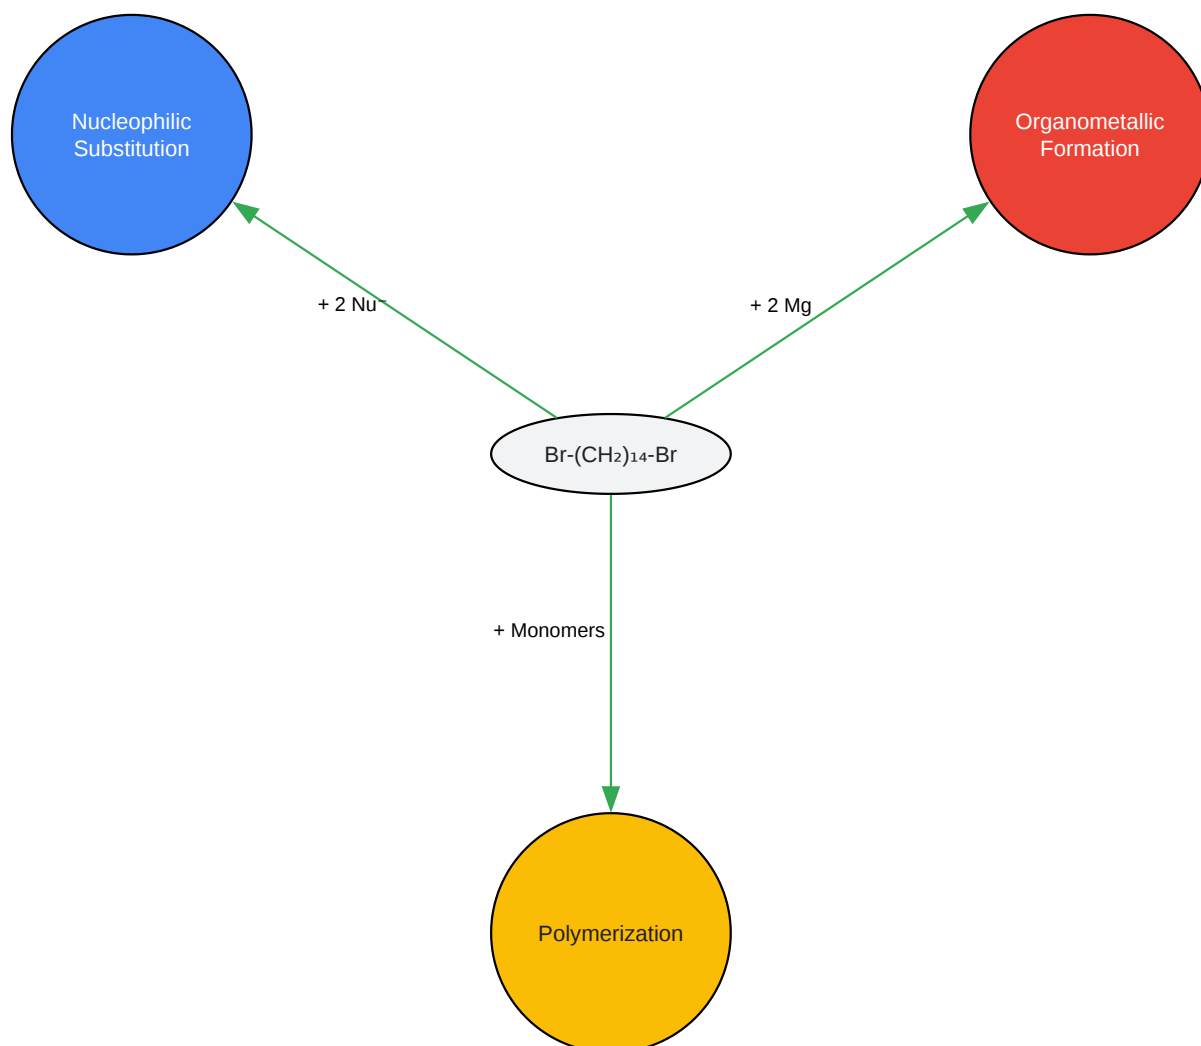 Nucleophilic
Substitution
Organometallic
Formation
+ 2 Nu⁻
+ 2 Mg
Br-(CH₂)₁₄-Br
+ Monomers
Polymerization